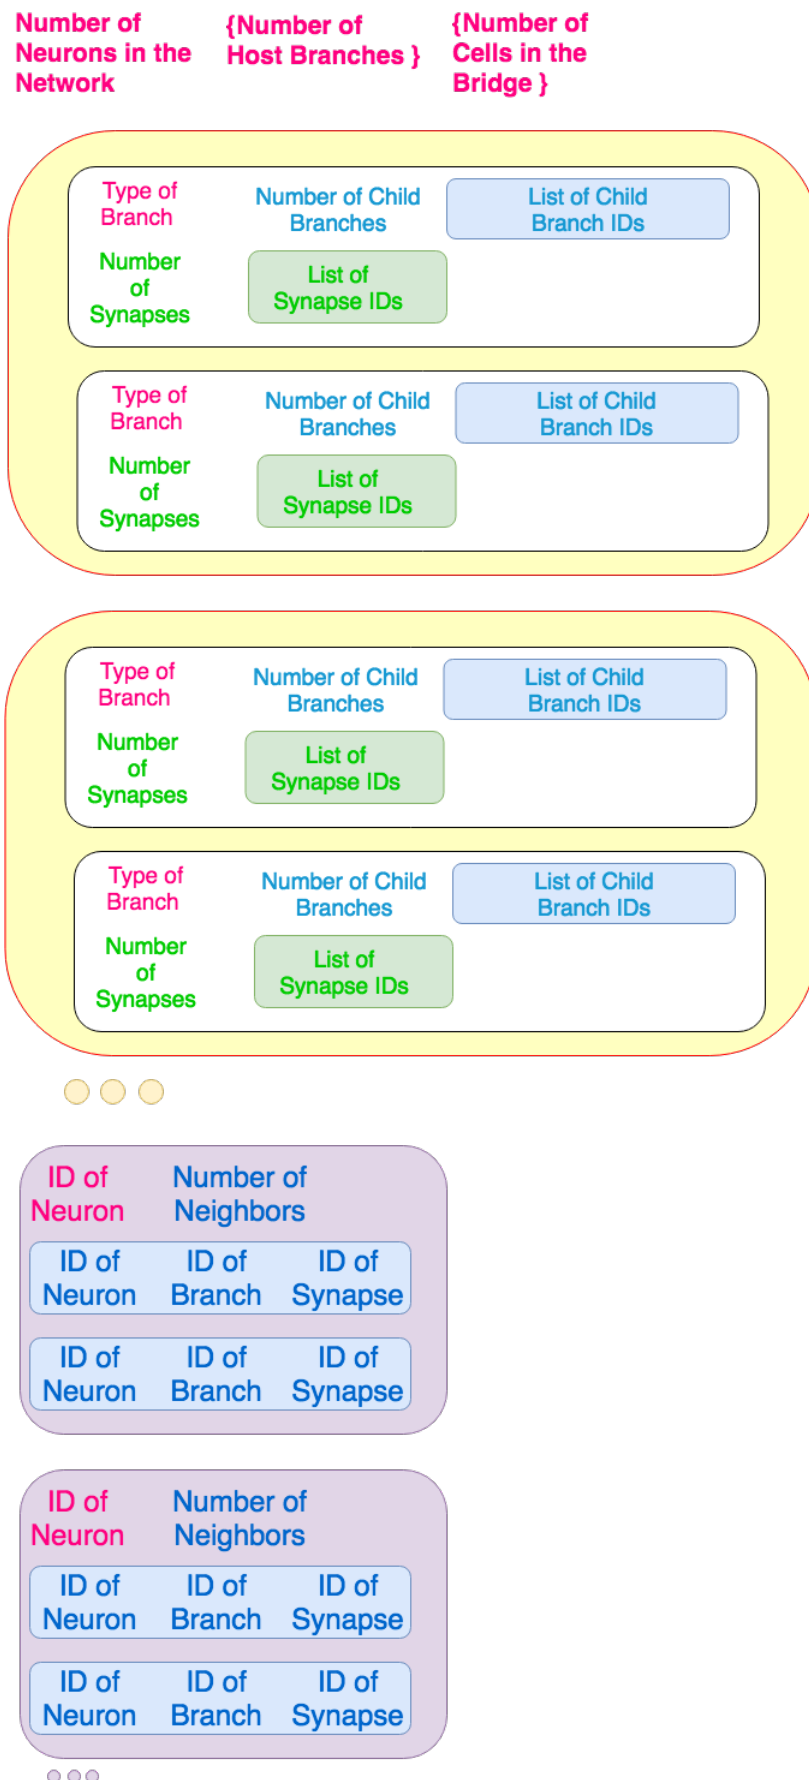 Number of
Neurons in the
Network
{Number of
Host Branches }
{Number of
Cells in the
Bridge }
Type of
Branch
Number of Child
Branches
List of Child
Branch IDs
Number
of
Synapses
List of
Synapse IDs
Type of
Branch
Number of Child
Branches
List of Child
Branch IDs
Number
of
Synapses
List of
Synapse IDs
Type of
Branch
Number of Child
Branches
List of Child
Branch IDs
Number
of
Synapses
List of
Synapse IDs
Type of
Branch
Number of Child
Branches
List of Child
Branch IDs
Number
of
Synapses
List of
Synapse IDs
ID of
Neuron
Number of
Neighbors
ID of
Neuron
ID of
Branch
ID of
Synapse
ID of
Neuron
ID of
Branch
ID of
Synapse
ID of
Neuron
Number of
Neighbors
ID of
Neuron
ID of
Branch
ID of
Synapse
ID of
Neuron
ID of
Branch
ID of
Synapse